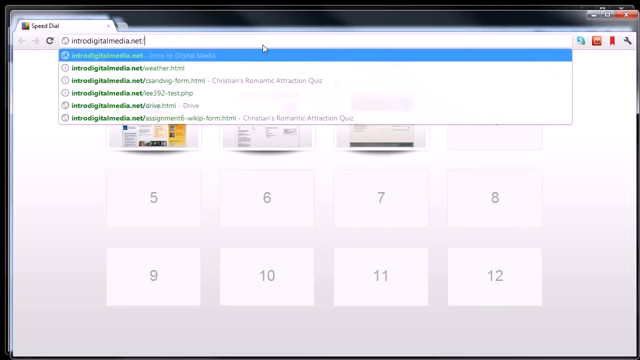 Speed Dial
introdigitalmedia.net/
introdigitalmedia.net - Intro to Digital Media
introdigitalmedia.net/weather.html
introdigitalmedia.net/csandvig-form.html - Christian's Romantic Attraction Quiz
introdigitalmedia.net/lee392-test.php
introdigitalmedia.net/drive.html - Drive
introdigitalmedia.net/assignment6-wikip-form.html - Christian's Romantic Attraction Quiz
5 6 7 8
9 10 11 12